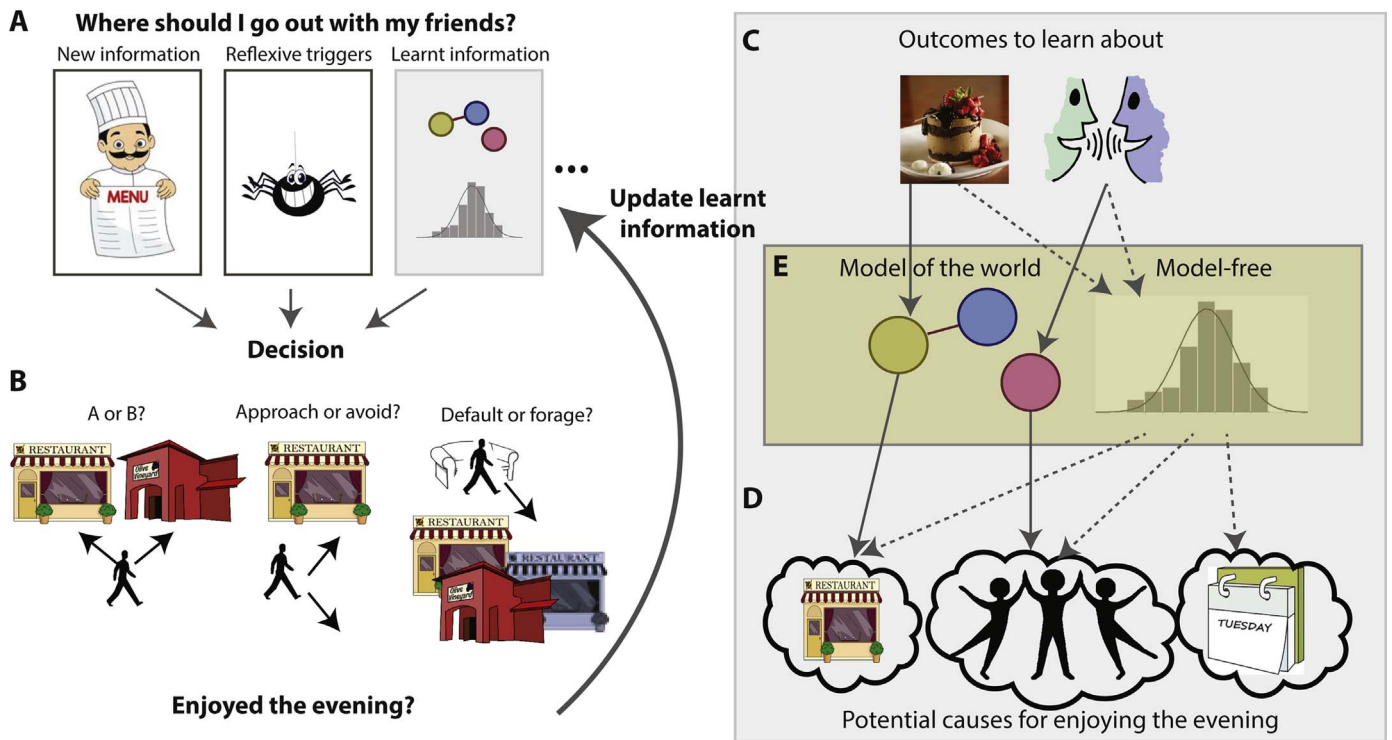 A
Where should I go out with my friends?
New information
Reflexive triggers
Learnt information
MENU
...
Update learnt
information
Decision
B
A or B?
Approach or avoid?
Default or forage?
RESTAURANT
Olive
Vineyard
RESTAURANT
RESTAURANT
RESTAURANT
Olive
Vineyard
Enjoyed the evening?
C
Outcomes to learn about
E
Model of the world
Model-free
D
RESTAURANT
TUESDAY
Potential causes for enjoying the evening